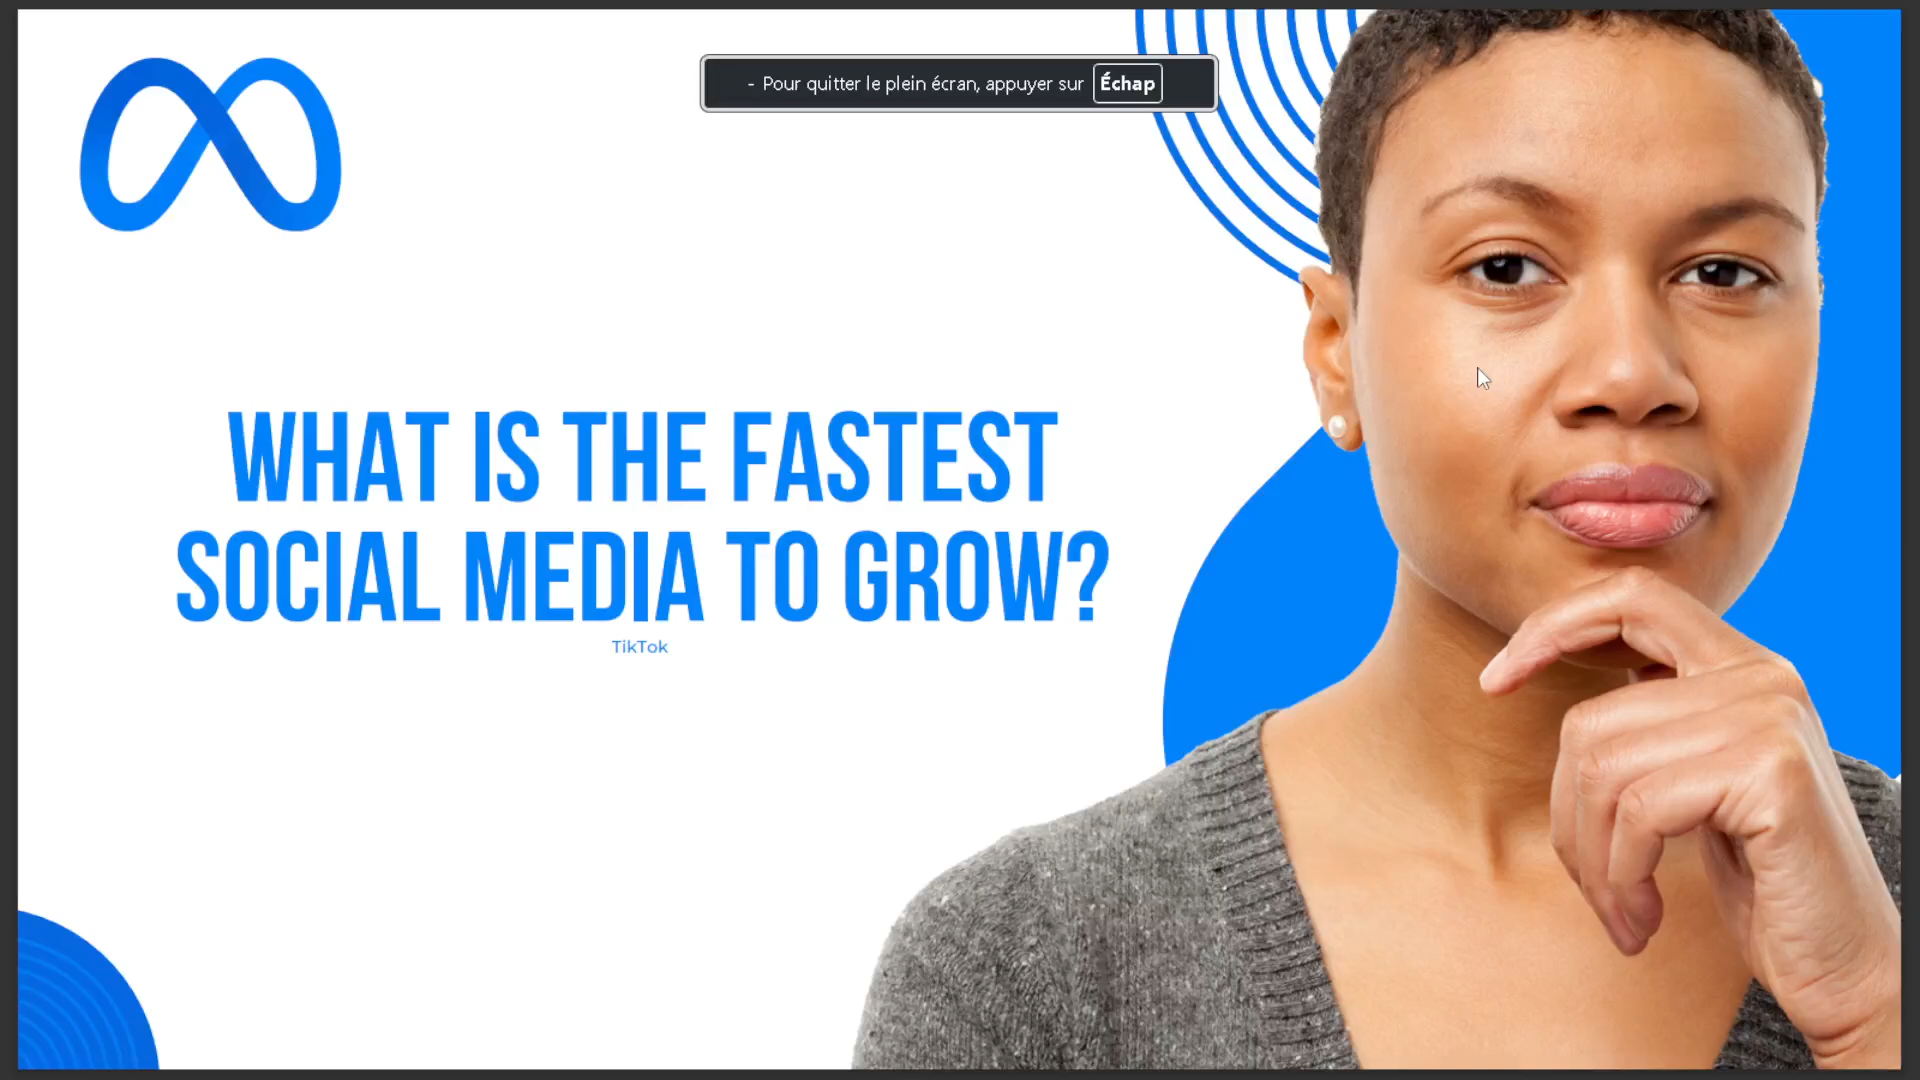 - Pour quitter le plein écran, appuyer sur Échap
WHAT IS THE FASTEST
SOCIAL MEDIA TO GROW?
TikTok